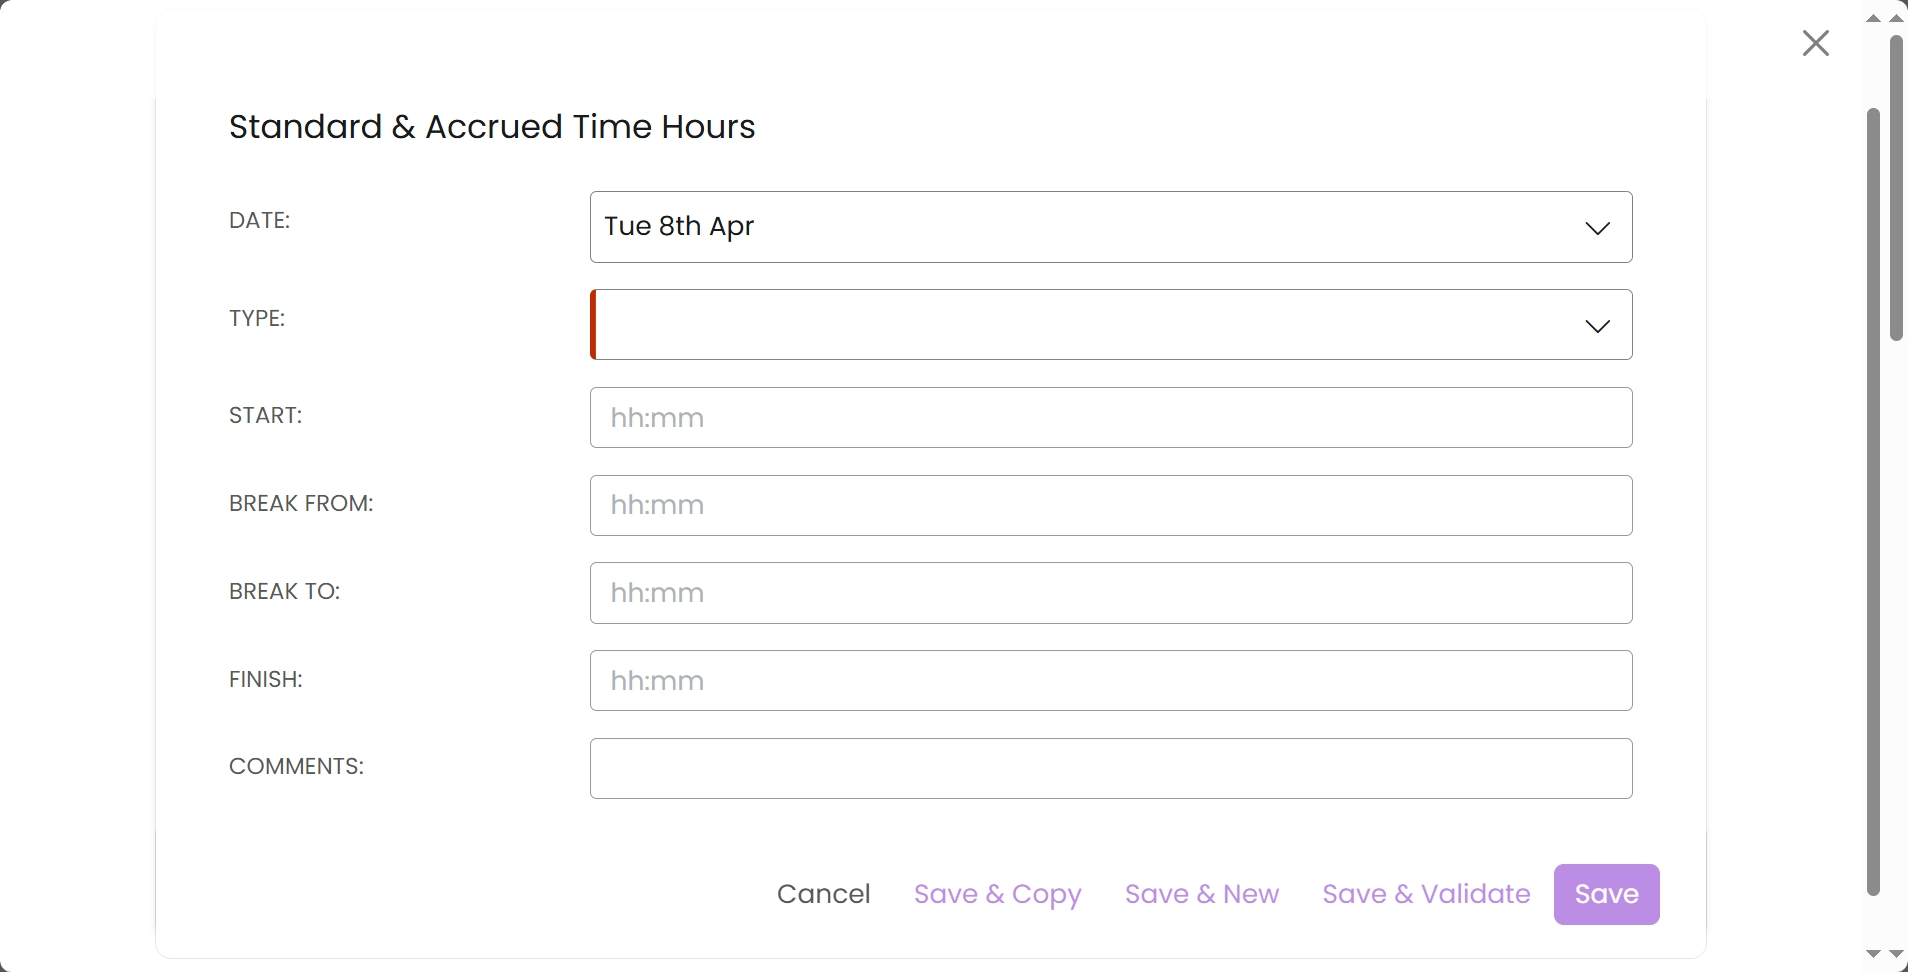 Standard & Accrued Time Hours
DATE:
Tue 8th Apr
TYPE:
START:
hh:mm
BREAK FROM:
hh:mm
BREAK TO:
hh:mm
FINISH:
hh:mm
COMMENTS:
Cancel Save & Copy Save & New Save & Validate Save